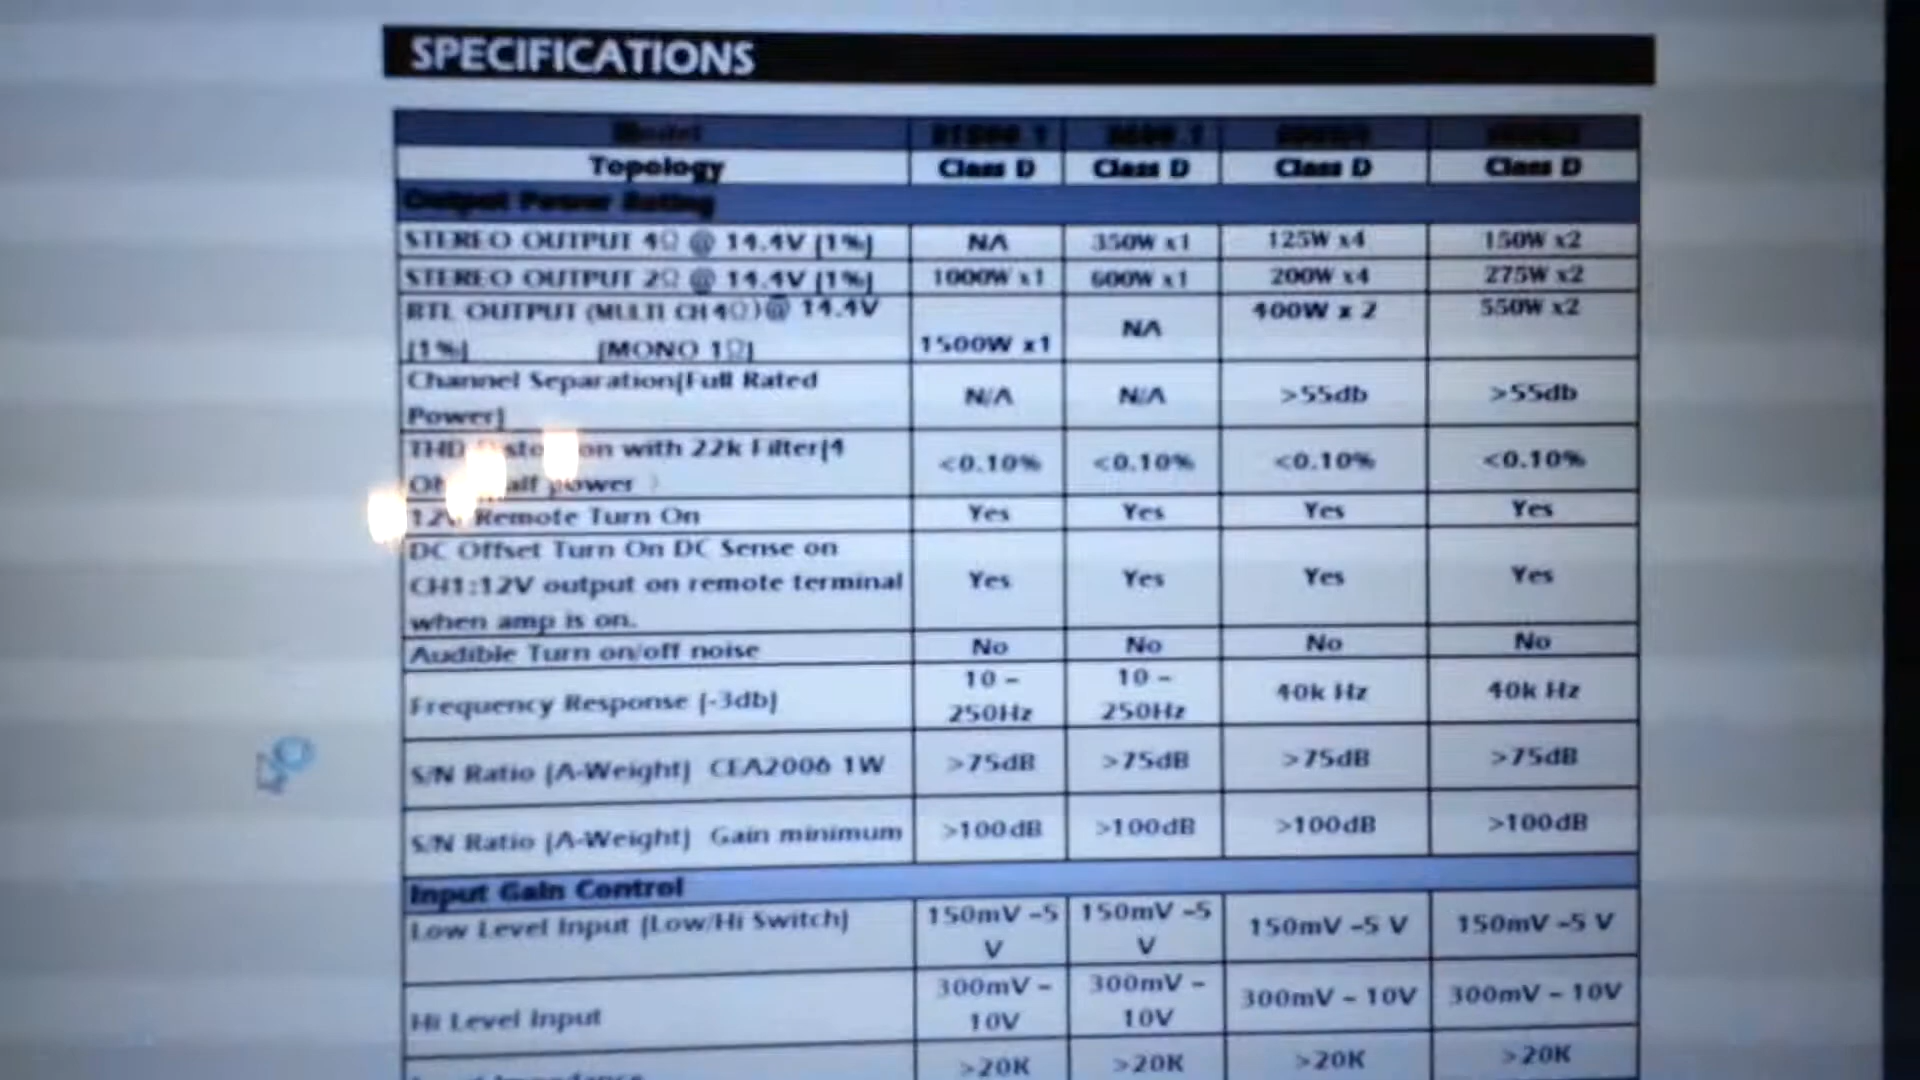 SPECIFICATIONS
Model
Topology Class D Class D Class D Class D
Output Power Rating
STEREO OUTPUT 4Ω @ 14.4V [1%] NA 350W x1 125W x4 150W x2
STEREO OUTPUT 2Ω @ 14.4V [1%] 1000W x1 600W x1 200W x4 275W x2
BTL OUTPUT (MULTI CH 4Ω)@ 14.4V
[1%] [MONO 1Ω] 1500W x1 NA 400W x 2 550W x2
Channel Separation[Full Rated
Power] N/A N/A >55db >55db
THD on with 22k Filter[4
power ) <0.10% <0.10% <0.10% <0.10%
12V Remote Turn On Yes Yes Yes Yes
DC Offset Turn On DC Sense on
CH1:12V output on remote terminal
when amp is on. Yes Yes Yes Yes
Audible Turn on/off noise No No No No
Frequency Response [-3db] 10 –
250Hz 10 –
250Hz 40k Hz 40k Hz
S/N Ratio [A-Weight] CEA2006 1W >75dB >75dB >75dB >75dB
S/N Ratio [A-Weight] Gain minimum >100dB >100dB >100dB >100dB
Input Gain Control
Low Level Input [Low/Hi Switch] 150mV –5
V 150mV –5
V 150mV –5 V 150mV –5 V
Hi Level Input 300mV –
10V 300mV –
10V 300mV – 10V 300mV – 10V
>20K >20K >20K >20K